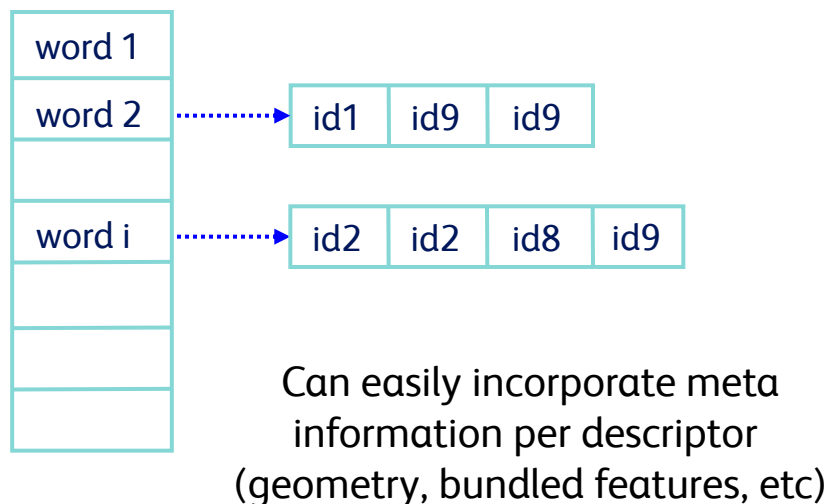 word 1
word 2
id1 id9 id9
word i
id2 id2 id8 id9
Can easily incorporate meta
information per descriptor
(geometry, bundled features, etc)